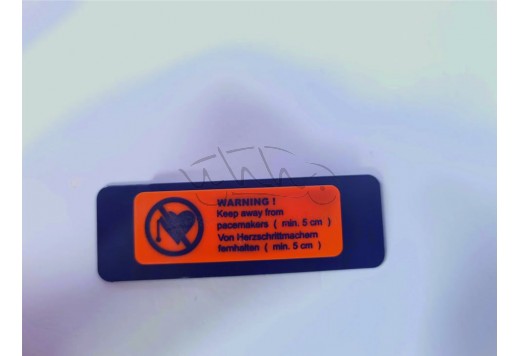 WARNING !
Keep away from
pacemakers ( min. 5 cm )
Von Herzschrittmachern
fernhalten ( min. 5 cm )